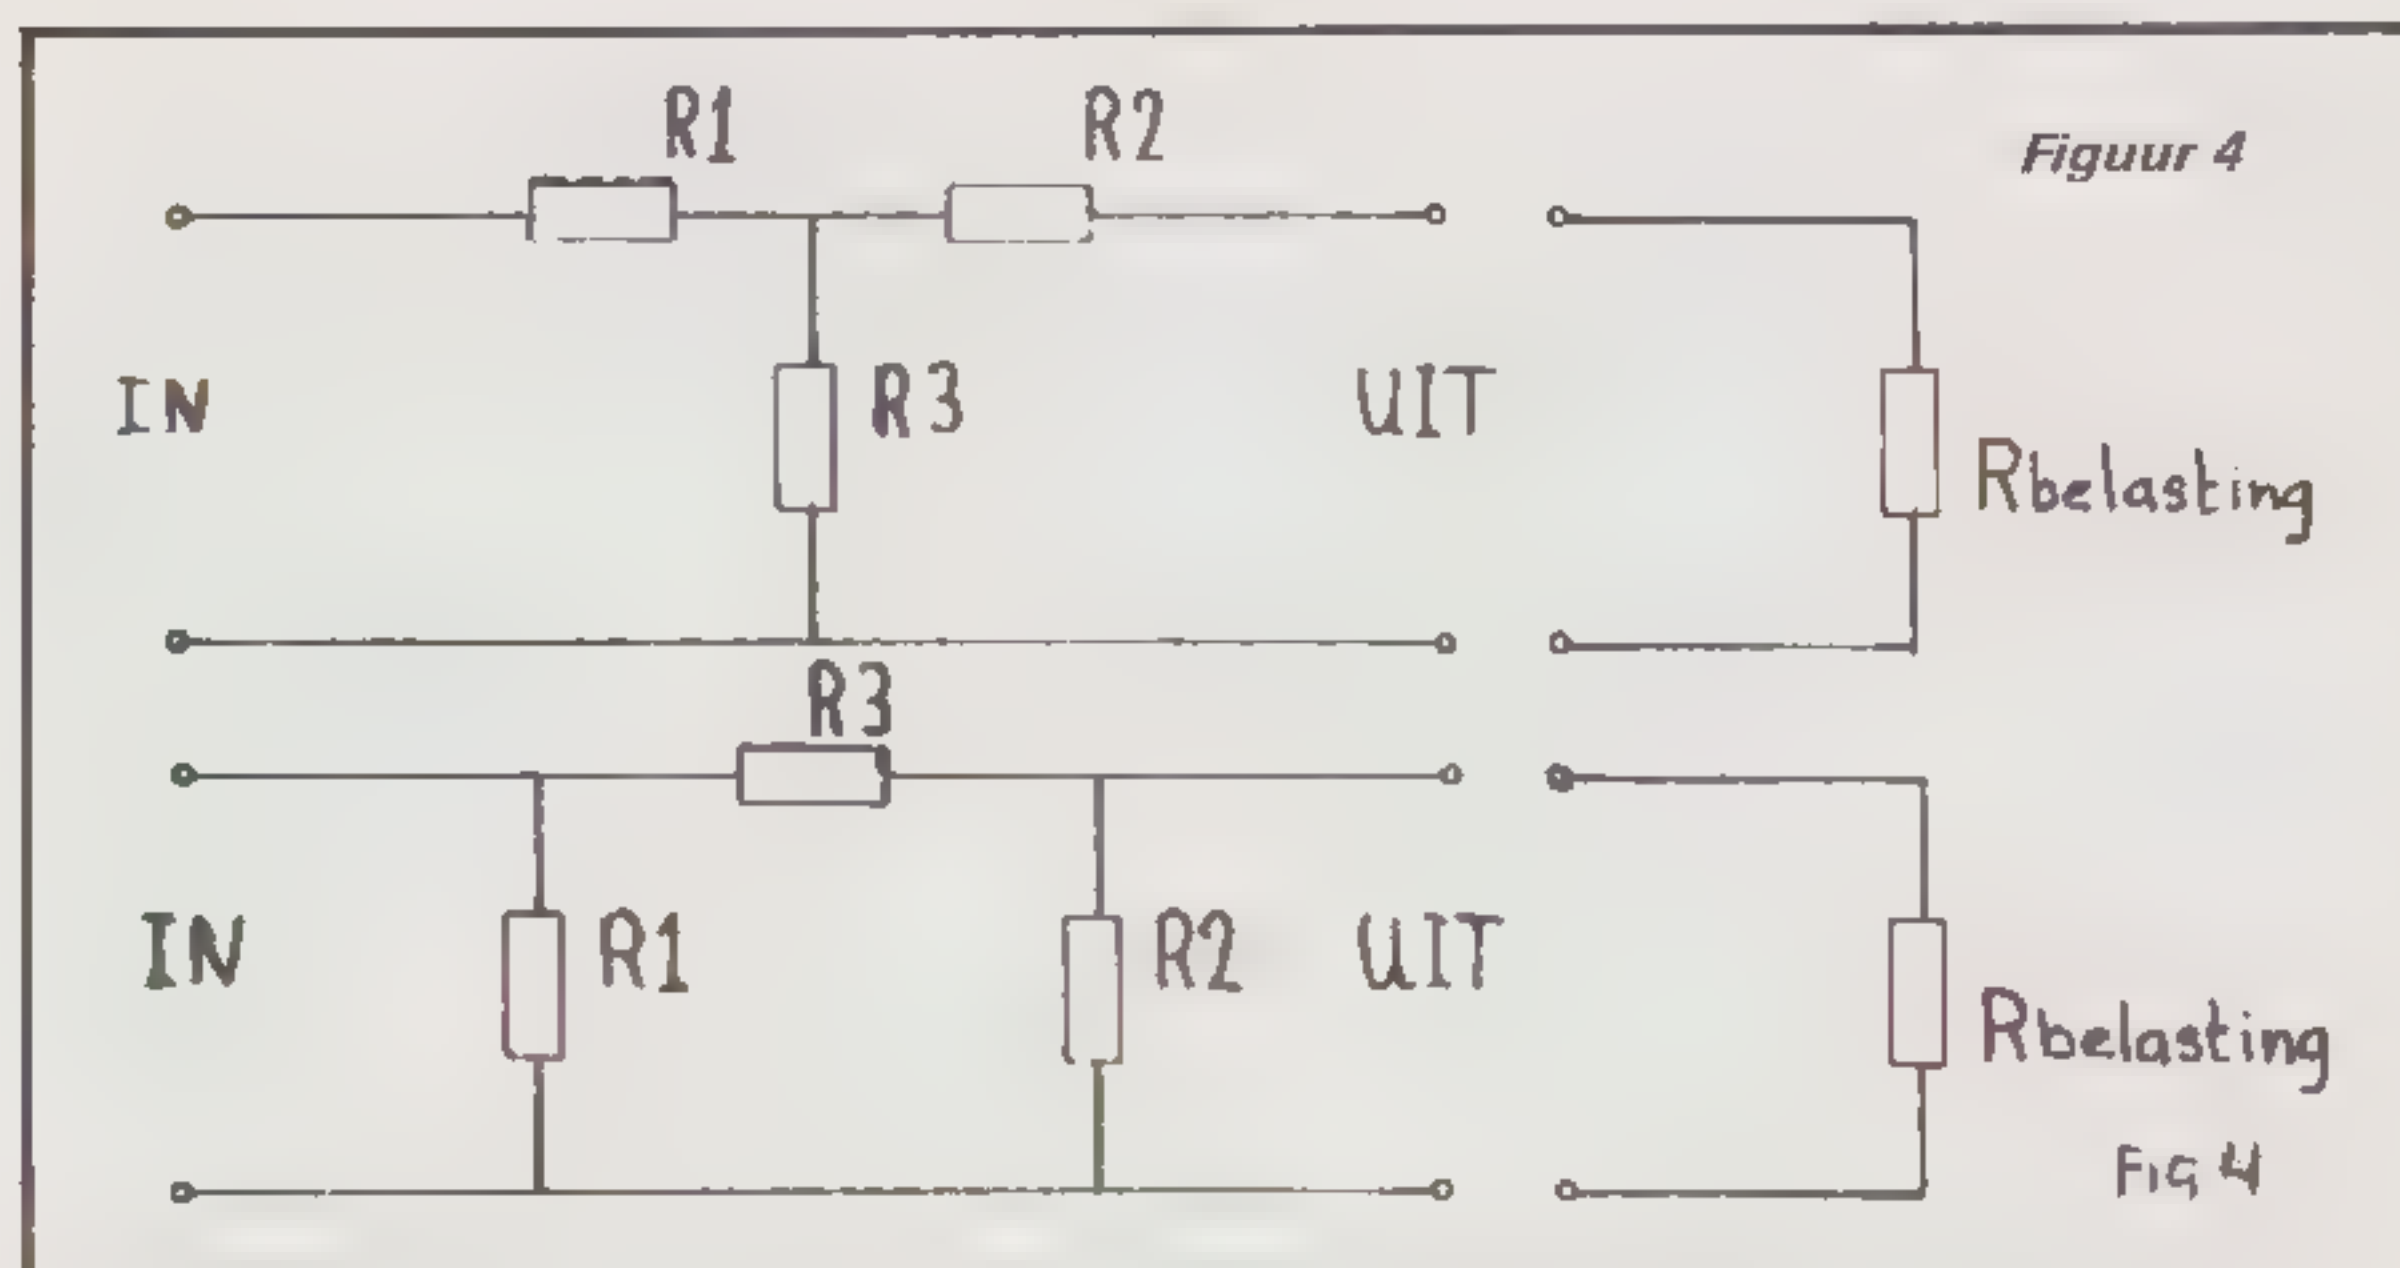 R1 R2
Figuur 4
IN R3 UIT
Rbelasting
R3
IN R1 R2 UIT
Rbelasting
FiG 4